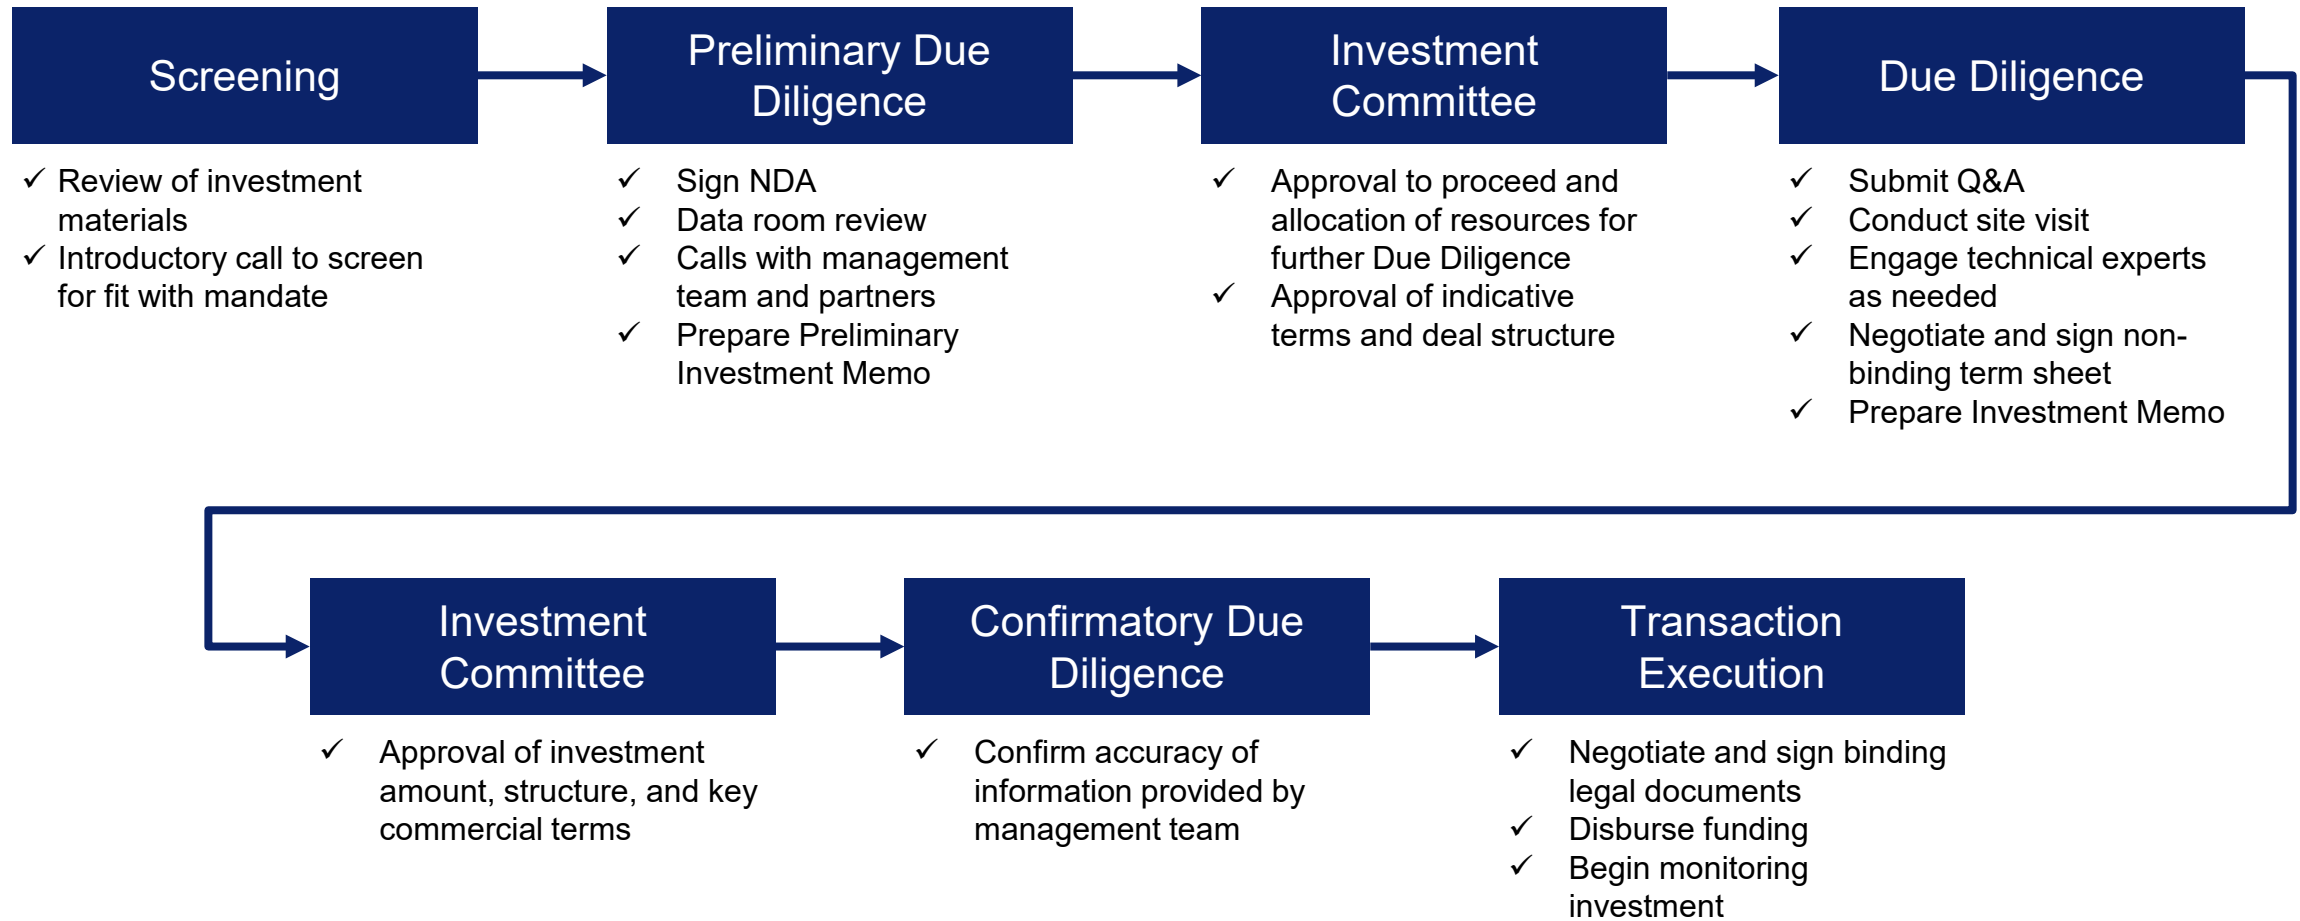 Screening
✓ Review of investment
materials
✓ Introductory call to screen
for fit with mandate
Preliminary Due
Diligence
✓ Sign NDA
✓ Data room review
✓ Calls with management
team and partners
✓ Prepare Preliminary
Investment Memo
Investment
Committee
✓ Approval to proceed and
allocation of resources for
further Due Diligence
✓ Approval of indicative
terms and deal structure
Due Diligence
✓ Submit Q&A
✓ Conduct site visit
✓ Engage technical experts
as needed
✓ Negotiate and sign non-
binding term sheet
✓ Prepare Investment Memo
Investment
Committee
✓ Approval of investment
amount, structure, and key
commercial terms
Confirmatory Due
Diligence
✓ Confirm accuracy of
information provided by
management team
Transaction
Execution
✓ Negotiate and sign binding
legal documents
✓ Disburse funding
✓ Begin monitoring
investment